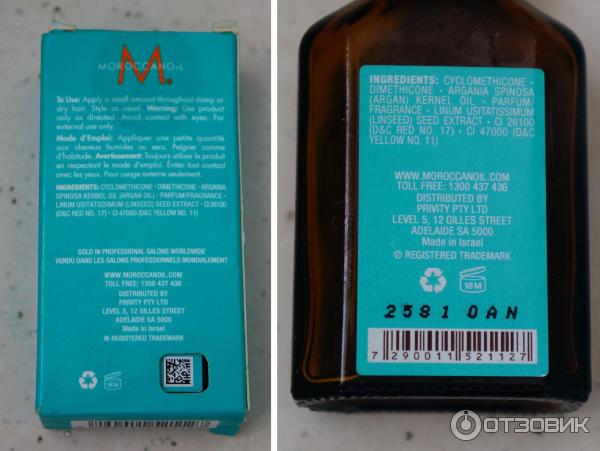 M.
MOROCCANOIL
To Use: Apply a small amount throughout damp or
dry hair. Style as usual. Warning: Use product
only as directed. Avoid contact with eyes. For
external use only.
Mode d'Emploi: Appliquer une petite quantité
aux cheveux humides ou secs. Peigner comme
d'habitude. Avertissement: Toujours utiliser le produit
en respectant le mode d'emploi. Éviter tout contact
avec les yeux. Pour usage externe seulement.
INGREDIENTS: CYCLOMETHICONE • DIMETHICONE • ARGANIA
SPINOSA KERNEL OIL (ARGAN OIL) • PARFUM/FRAGRANCE •
LINUM USITATISSIMUM (LINSEED) SEED EXTRACT • CI 26100
(D&C RED NO. 17) • CI 47000 (D&C YELLOW NO. 11)
SOLD IN PROFESSIONAL SALONS WORLDWIDE
VENDU DANS LES SALONS PROFESSIONNELS MONDIALEMENT
WWW.MOROCCANOIL.COM
TOLL FREE: 1300 437 436
DISTRIBUTED BY
PRIVITY PTY LTD
LEVEL 5, 12 GILLES STREET
ADELAIDE SA 5000
Made in Israel
® REGISTERED TRADEMARK
18 M
INGREDIENTS: CYCLOMETHICONE •
DIMETHICONE • ARGANIA SPINOSA
(ARGAN) KERNEL OIL • PARFUM/
FRAGRANCE • LINUM USITATISSIMUM
(LINSEED) SEED EXTRACT • CI 26100
(D&C RED NO. 17) • CI 47000 (D&C
YELLOW NO. 11)
WWW.MOROCCANOIL.COM
TOLL FREE: 1300 437 436
DISTRIBUTED BY
PRIVITY PTY LTD
LEVEL 5, 12 GILLES STREET
ADELAIDE SA 5000
Made in Israel
® REGISTERED TRADEMARK
18 M
2581 OAN
7 290011 521127
ОТЗОВИК